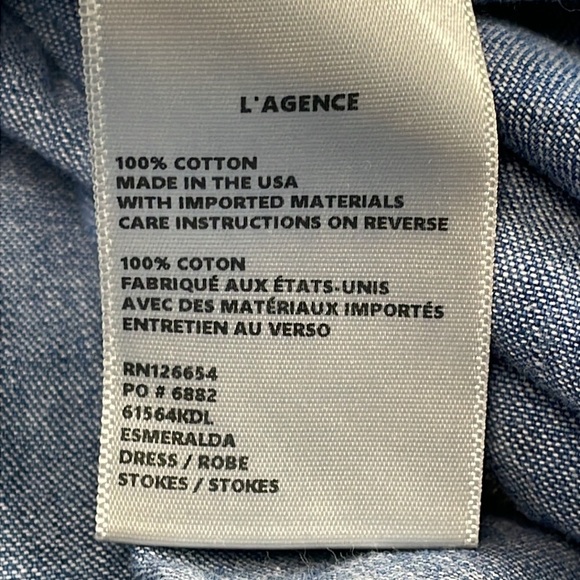 L'AGENCE
100% COTTON
MADE IN THE USA
WITH IMPORTED MATERIALS
CARE INSTRUCTIONS ON REVERSE
100% COTON
FABRIQUÉ AUX ÉTATS-UNIS
AVEC DES MATÉRIAUX IMPORTÉS
ENTRETIEN AU VERSO
RN126654
PO # 6882
61564KDL
ESMERALDA
DRESS / ROBE
STOKES / STOKES